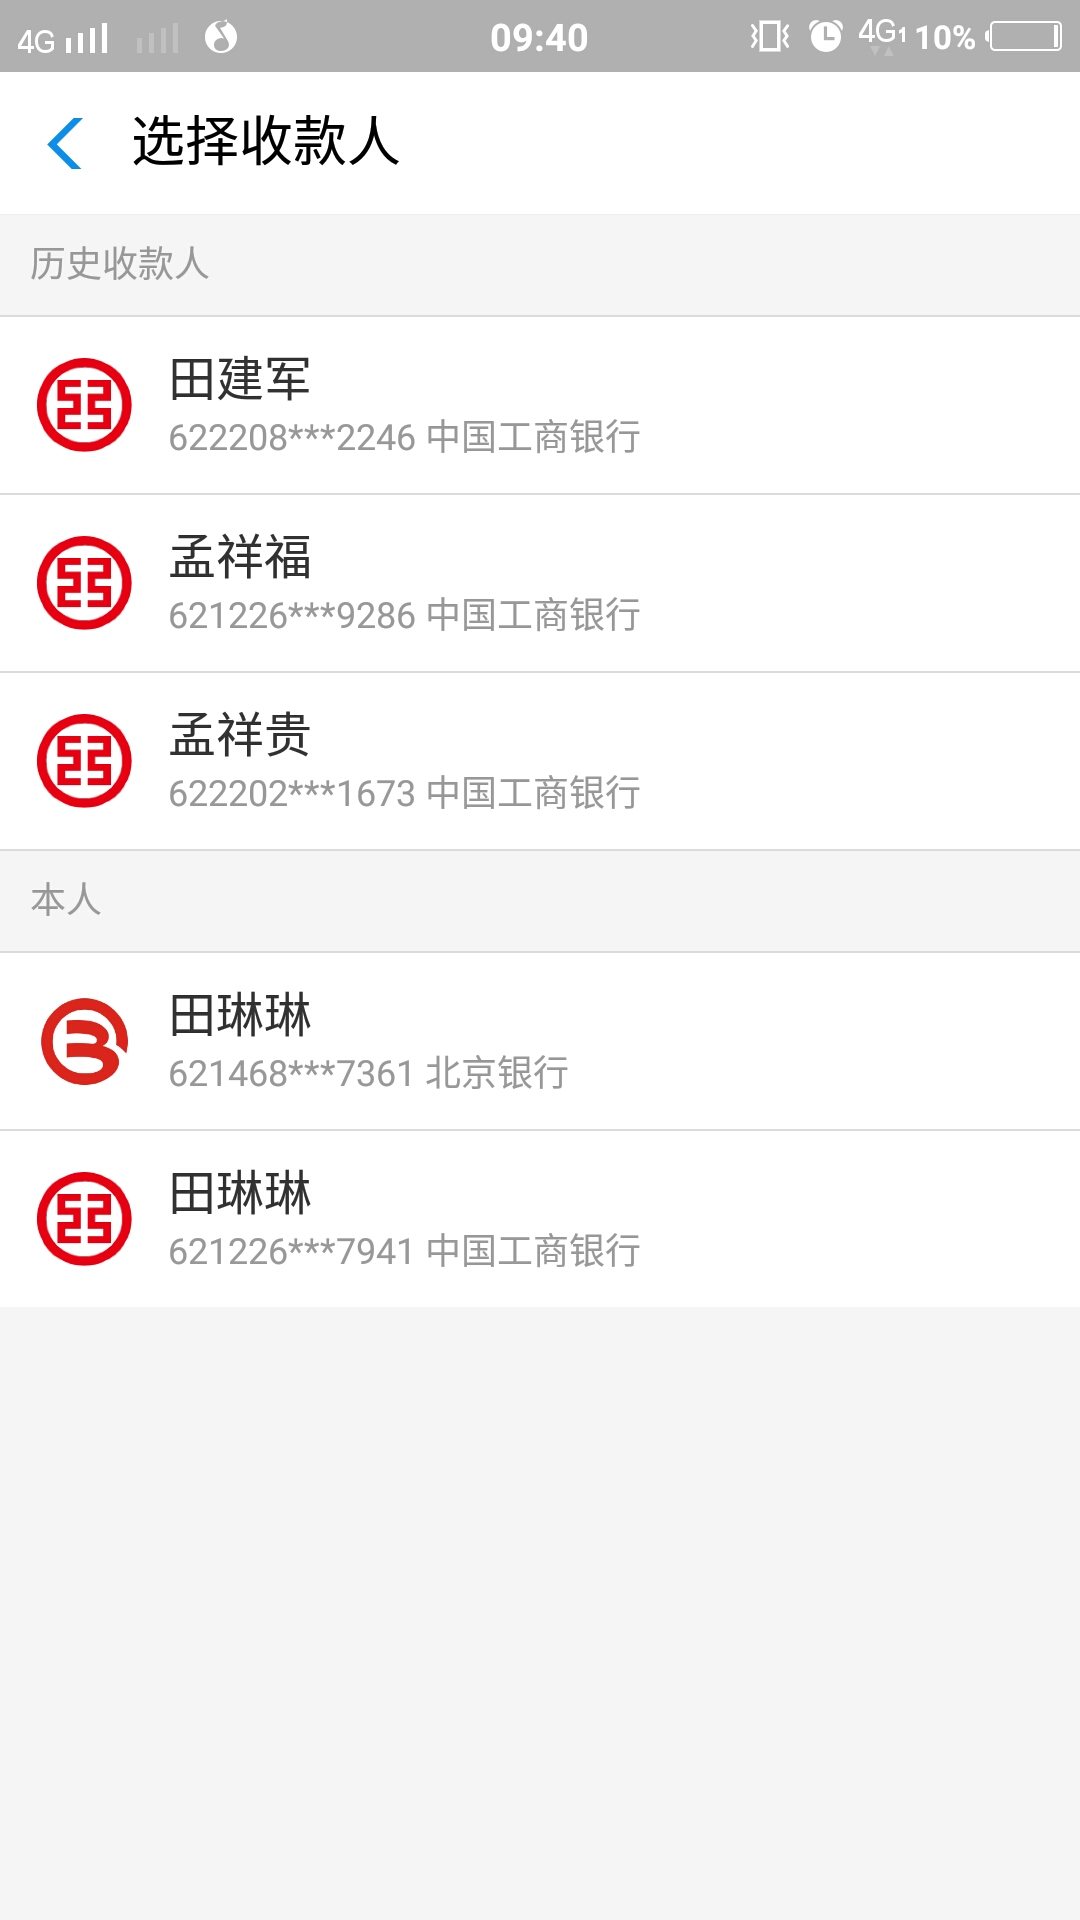 4G 09:40 4G1 10%
选择收款人
历史收款人
田建军
622208***2246 中国工商银行
孟祥福
621226***9286 中国工商银行
孟祥贵
622202***1673 中国工商银行
本人
田琳琳
621468***7361 北京银行
田琳琳
621226***7941 中国工商银行